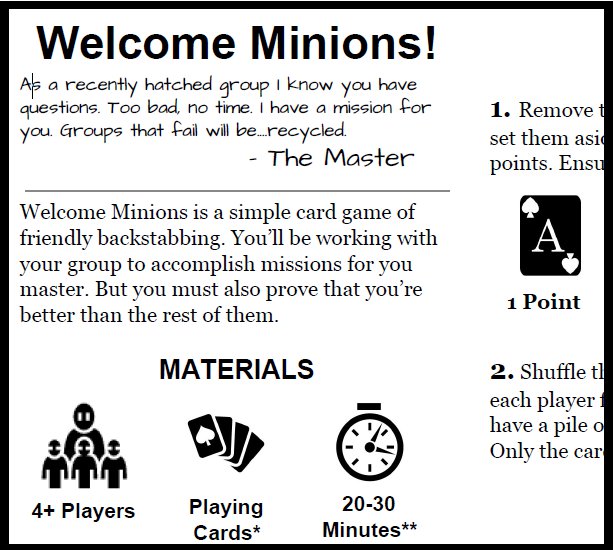 Welcome Minions!
As a recently hatched group I know you have
questions. Too bad, no time. I have a mission for
you. Groups that fail will be....recycled.
- The Master
Welcome Minions is a simple card game of
friendly backstabbing. You'll be working with
your group to accomplish missions for you
master. But you must also prove that you're
better than the rest of them.
MATERIALS
4+ Players
Playing
Cards*
20-30
Minutes**
1. Remove
set them
points.
A
1 Point
2. Shuffle
each player
have a pile
Only the